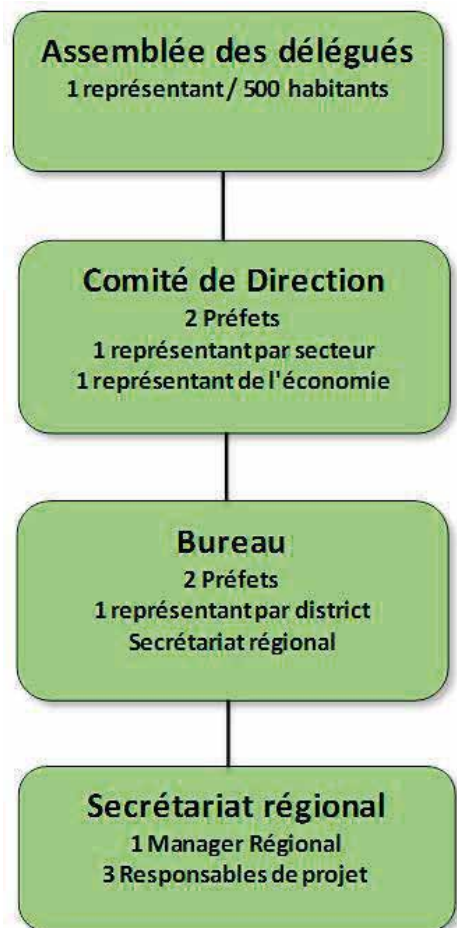 Assemblée des délégués
1 représentant / 500 habitants
Comité de Direction
2 Préfets
1 représentant par secteur
1 représentant de l'économie
Bureau
2 Préfets
1 représentant par district
Secrétariat régional
Secrétariat régional
1 Manager Régional
3 Responsables de projet